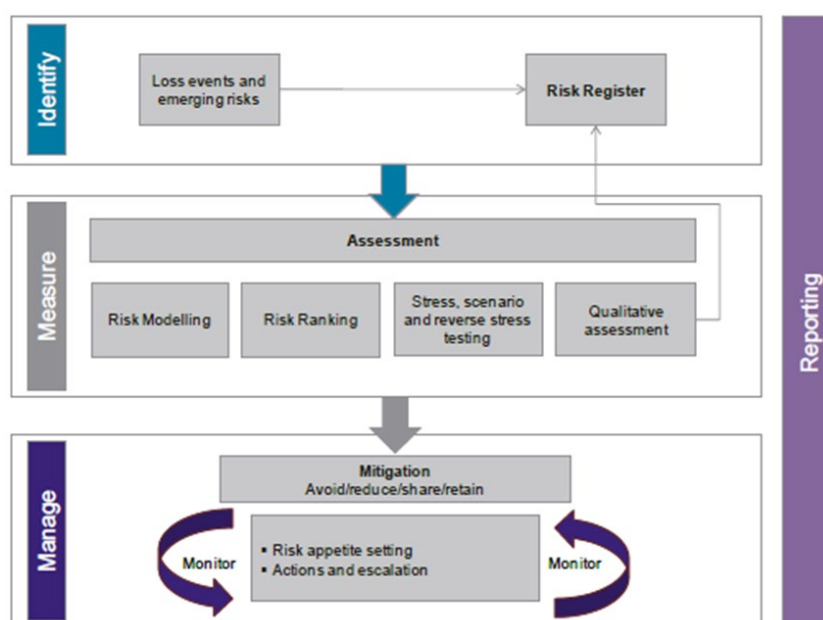 Identify
Loss events and
emerging risks
Risk Register
Measure
Assessment
Risk Modelling
Risk Ranking
Stress, scenario
and reverse stress
testing
Qualitative
assessment
Manage
Mitigation
Avoid/reduce/share/retain
Monitor
▪ Risk appetite setting
▪ Actions and escalation
Monitor
Reporting